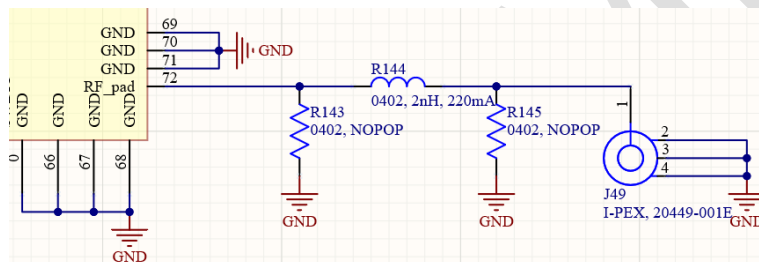 GND 69
GND 70
GND
GND 71
RF_pad 72
R144
0402, 2nH, 220mA
R143
0402, NOPOP
R145
0402, NOPOP
GND
GND
GND
GND
0
66
67
68
1
2
3
4
J49
I-PEX, 20449-001E
GND
GND
GND
GND